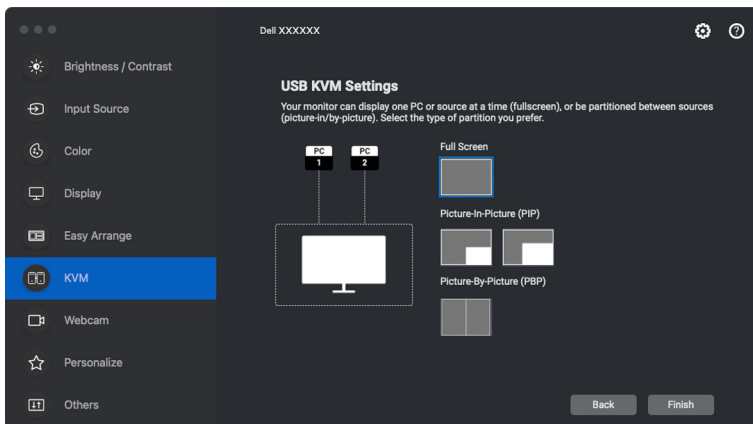 Dell XXXXXX
Brightness / Contrast
Input Source
Color
Display
Easy Arrange
KVM
Webcam
Personalize
Others
USB KVM Settings
Your monitor can display one PC or source at a time (fullscreen), or be partitioned between sources
(picture-in/by-picture). Select the type of partition you prefer.
PC
1
PC
2
Full Screen
Picture-In-Picture (PIP)
Picture-By-Picture (PBP)
Back
Finish